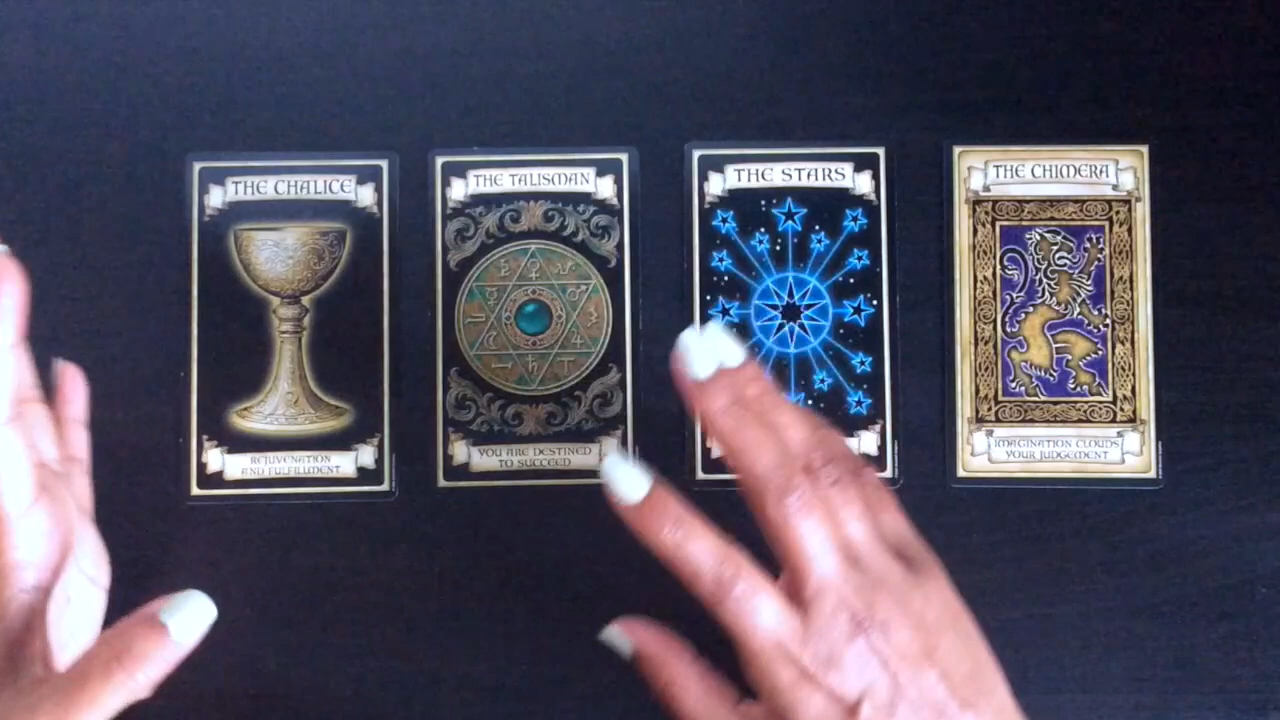 THE CHALICE
REJUVENATION
AND FULFILLMENT
THE TALISMAN
YOU ARE DESTINED
TO SUCCEED
THE STARS
THE CHIMERA
IMAGINATION CLOUDS
YOUR JUDGEMENT